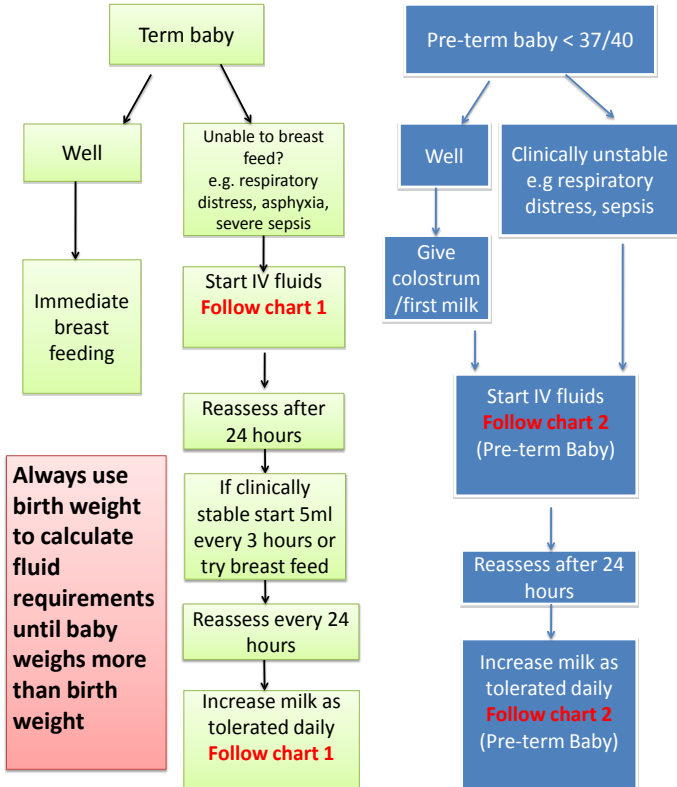 Term baby
Well
Immediate
breast
feeding
Unable to breast
feed?
e.g. respiratory
distress, asphyxia,
severe sepsis
Start IV fluids
Follow chart 1
Reassess after
24 hours
If clinically
stable start 5ml
every 3 hours or
try breast feed
Reassess every 24
hours
Increase milk as
tolerated daily
Follow chart 1
Always use
birth weight
to calculate
fluid
requirements
until baby
weighs more
than birth
weight
Pre-term baby < 37/40
Well
Give
colostrum
/first milk
Clinically unstable
e.g respiratory
distress, sepsis
Start IV fluids
Follow chart 2
(Pre-term Baby)
Reassess after 24
hours
Increase milk as
tolerated daily
Follow chart 2
(Pre-term Baby)